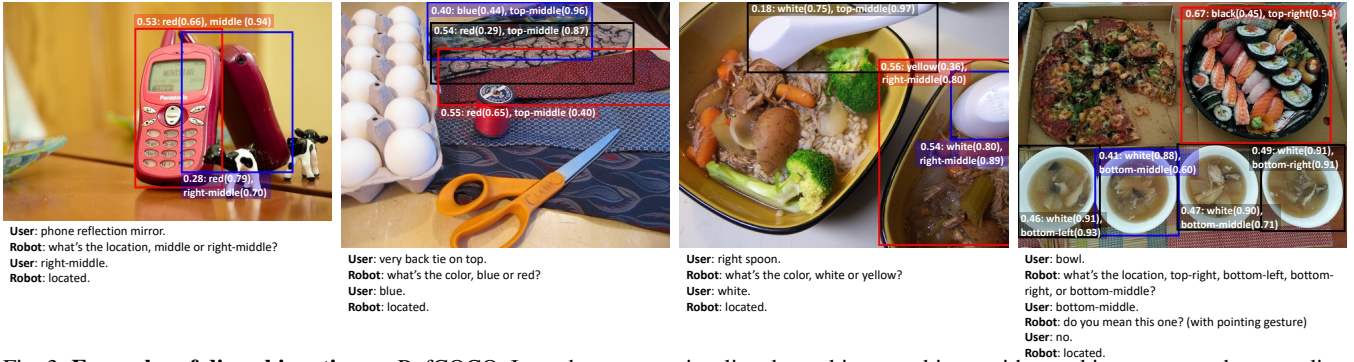 0.53: red(0.66), middle (0.94)
MOVISTAR
Panasonic
0.28: red(0.79),
right-middle(0.70)
User: phone reflection mirror.
Robot: what's the location, middle or right-middle?
User: right-middle.
Robot: located.
0.40: blue(0.44), top-middle(0.96)
0.54: red(0.29), top-middle (0.87)
0.55: red(0.65), top-middle (0.40)
User: very back tie on top.
Robot: what's the color, blue or red?
User: blue.
Robot: located.
0.18: white(0.75), top-middle(0.97)
0.56: yellow(0.36),
right-middle(0.80)
0.54: white(0.80),
right-middle(0.89)
User: right spoon.
Robot: what's the color, white or yellow?
User: white.
Robot: located.
0.67: black(0.45), top-right(0.54)
0.41: white(0.88),
bottom-middle(0.60)
0.49: white(0.91),
bottom-right(0.91)
0.46: white(0.91),
bottom-left(0.93)
0.47: white(0.90),
bottom-middle(0.71)
User: bowl.
Robot: what's the location, top-right, bottom-left, bottom-
right, or bottom-middle?
User: bottom-middle.
Robot: do you mean this one? (with pointing gesture)
User: no.
Robot: located.